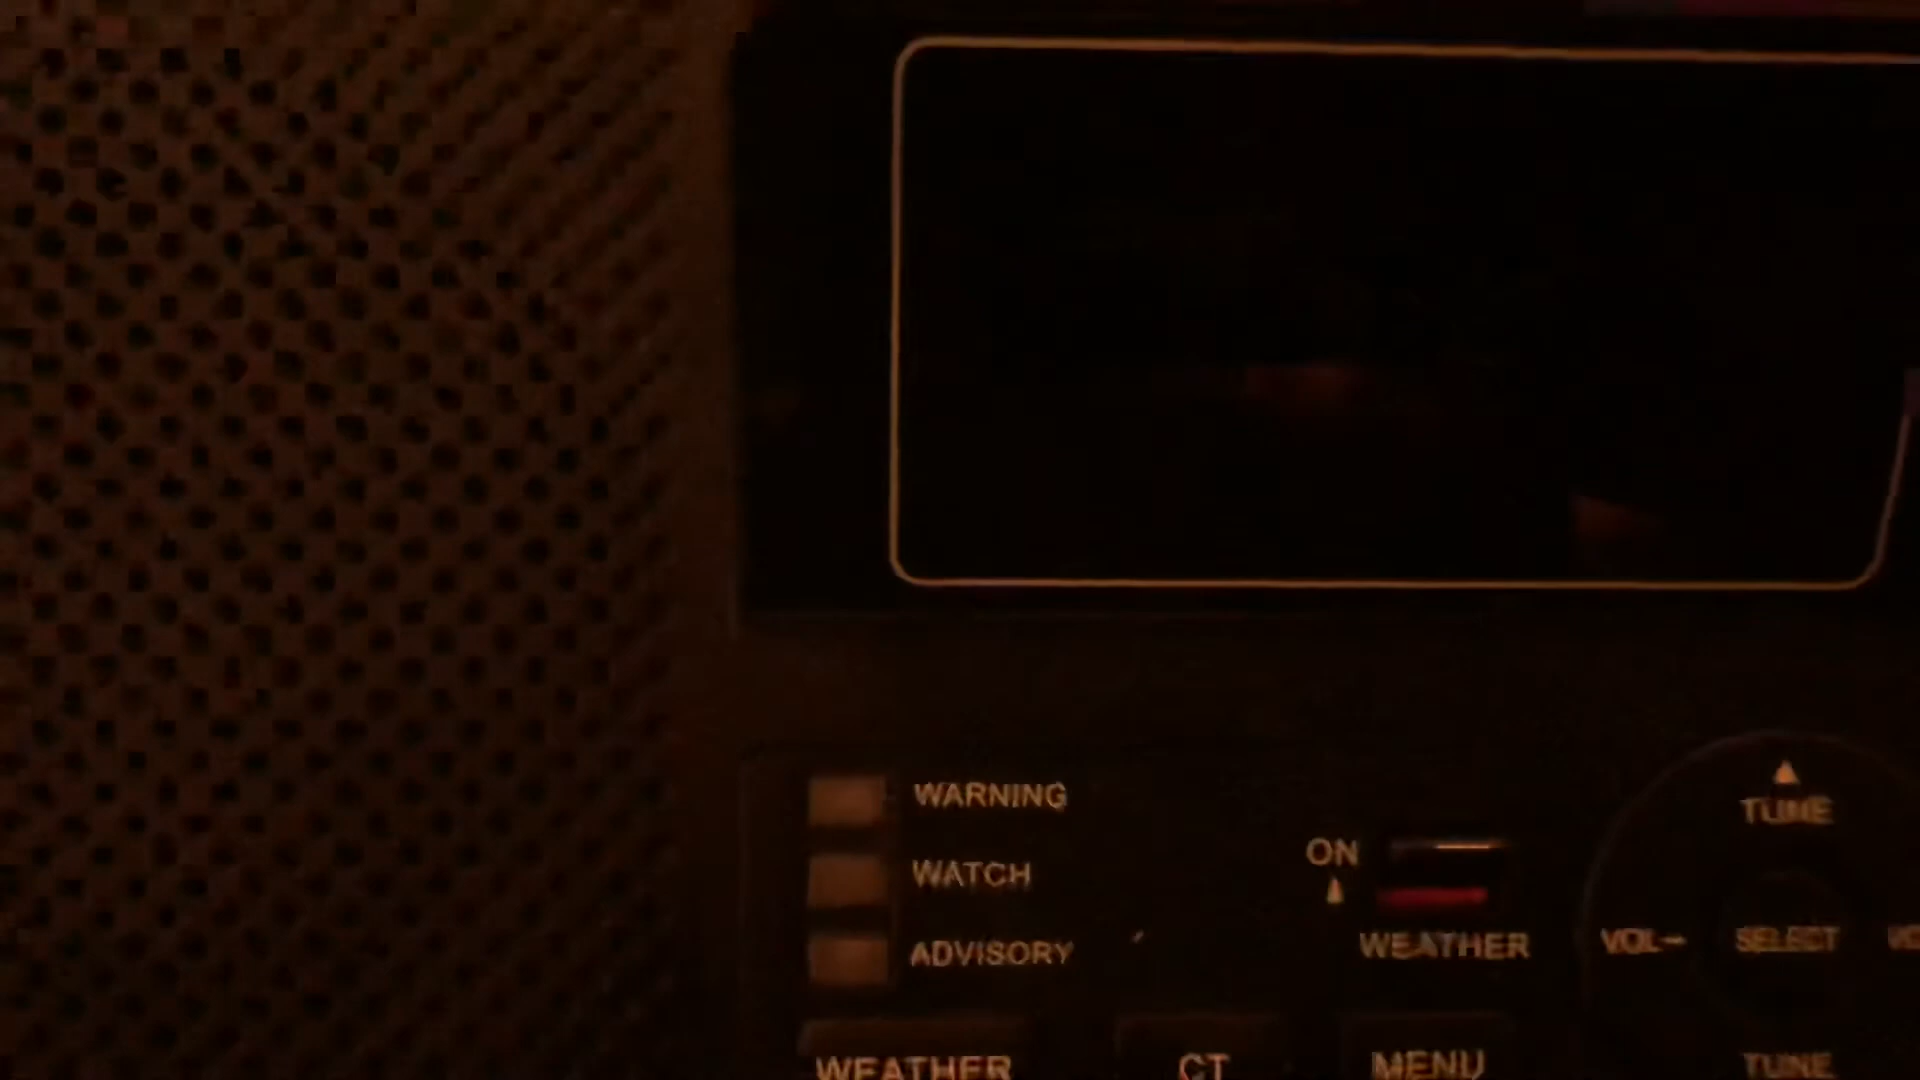 WARNING
WATCH
ADVISORY
ON
WEATHER
TUNE
VOL-
SELECT
WEATHER
CT
MENU
TUNE